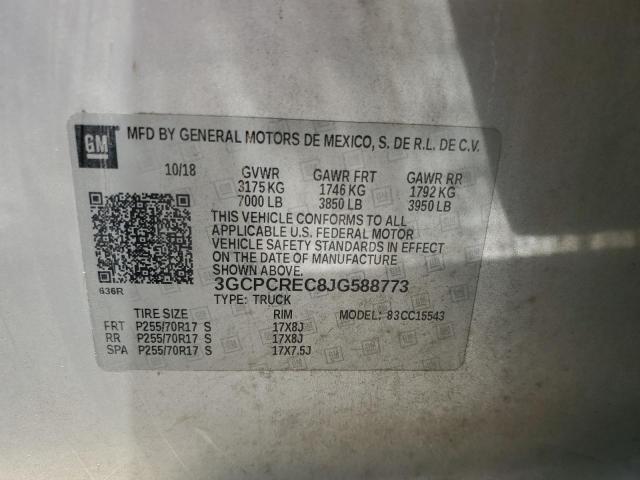 GM MFD BY GENERAL MOTORS DE MEXICO, S. DE R.L. DE C.V.
10/18 GVWR GAWR FRT GAWR RR
3175 KG 1746 KG 1792 KG
7000 LB 3850 LB 3950 LB
THIS VEHICLE CONFORMS TO ALL
APPLICABLE U.S. FEDERAL MOTOR
VEHICLE SAFETY STANDARDS IN EFFECT
ON THE DATE OF MANUFACTURE
SHOWN ABOVE.
636R
3GCPCREC8JG588773
TYPE: TRUCK
TIRE SIZE RIM MODEL: 83CC15543
FRT P255/70R17 S 17X8J
RR P255/70R17 S 17X8J
SPA P255/70R17 S 17X7.5J